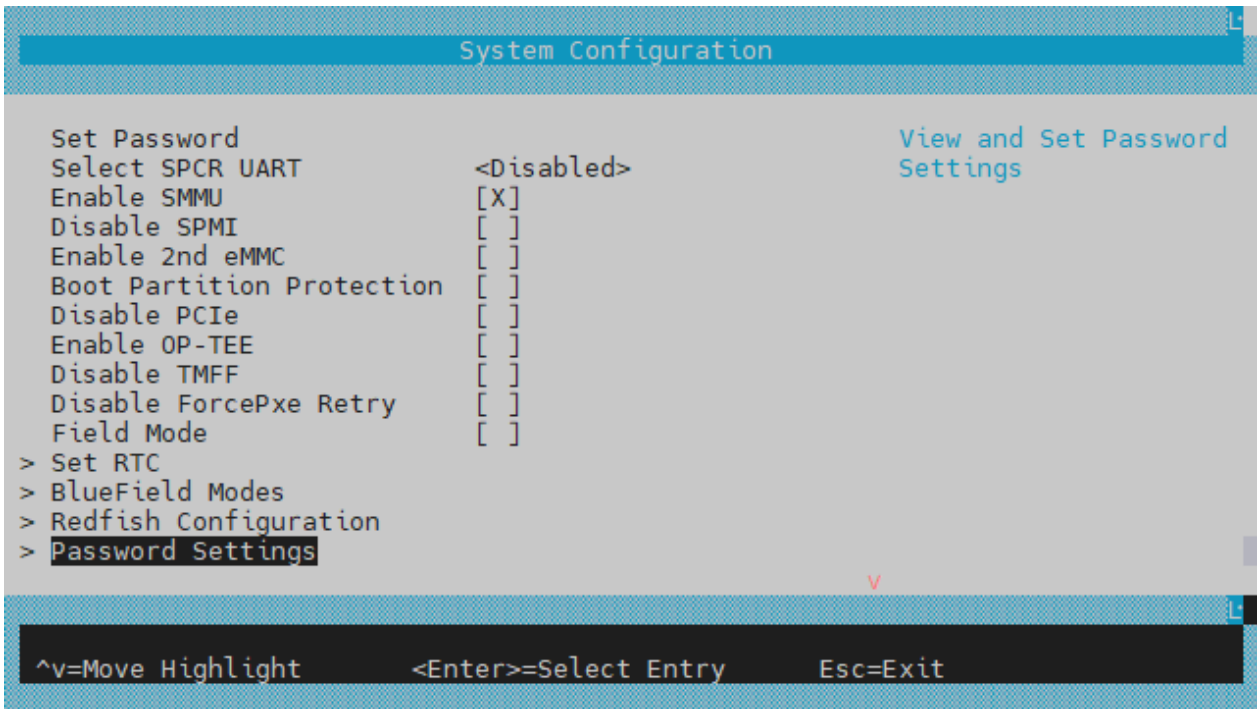 System Configuration
Set Password
View and Set Password
Select SPCR UART <Disabled>
Settings
Enable SMMU [X]
Disable SPMI [ ]
Enable 2nd eMMC [ ]
Boot Partition Protection [ ]
Disable PCIe [ ]
Enable OP-TEE [ ]
Disable TMFF [ ]
Disable ForcePxe Retry [ ]
Field Mode [ ]
> Set RTC
> BlueField Modes
> Redfish Configuration
> Password Settings
v
^v=Move Highlight <Enter>=Select Entry Esc=Exit